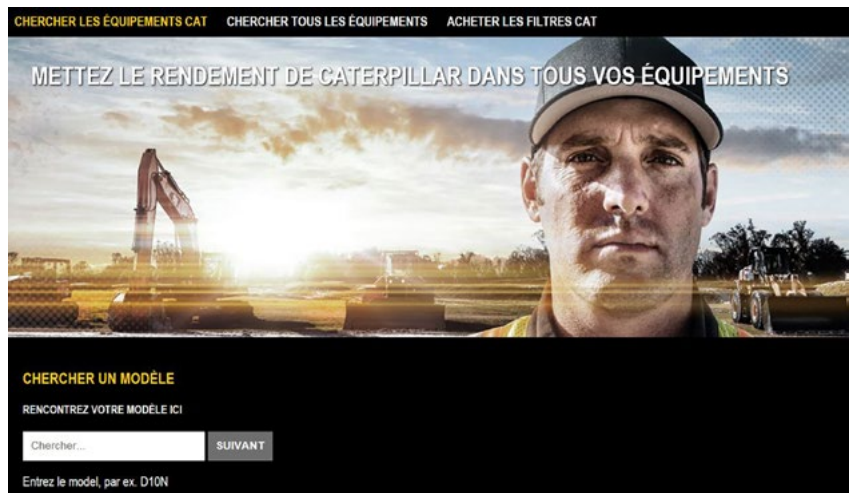 CHERCHER LES ÉQUIPEMENTS CAT CHERCHER TOUS LES ÉQUIPEMENTS ACHETER LES FILTRES CAT
METTEZ LE RENDEMENT DE CATERPILLAR DANS TOUS VOS ÉQUIPEMENTS
CHERCHER UN MODÈLE
RENCONTREZ VOTRE MODÈLE ICI
Chercher... SUIVANT
Entrez le model, par ex. D10N